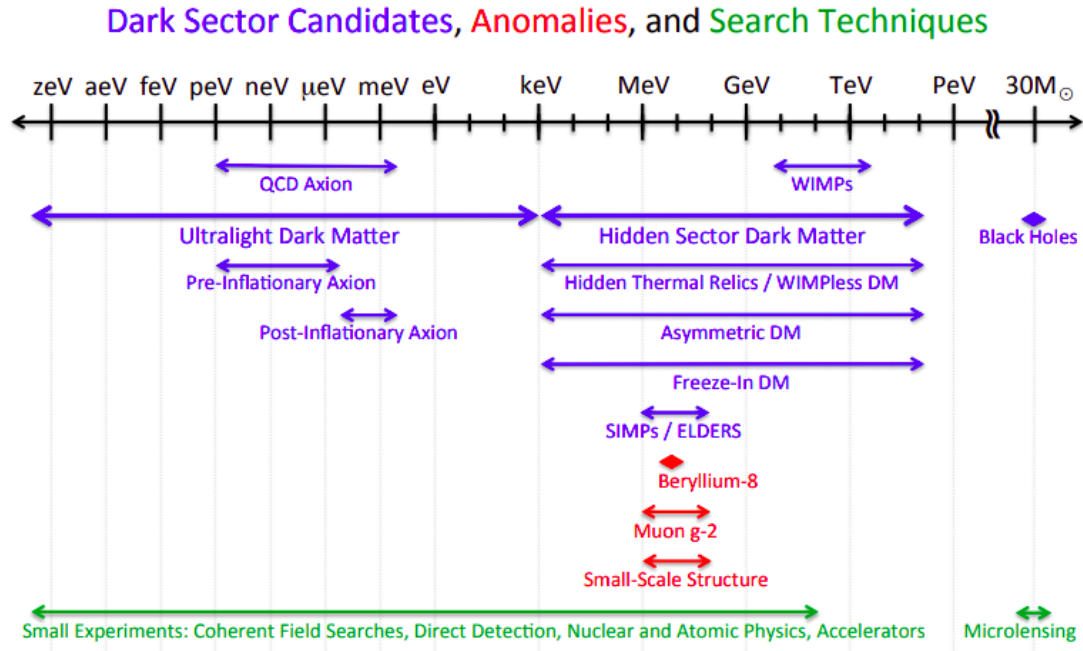 Dark Sector Candidates, Anomalies, and Search Techniques
zeV aeV feV peV neV μeV meV eV keV MeV GeV TeV PeV 30M☉
QCD Axion WIMPs
Ultralight Dark Matter Hidden Sector Dark Matter Black Holes
Pre-Inflationary Axion Hidden Thermal Relics / WIMPless DM
Post-Inflationary Axion Asymmetric DM
Freeze-In DM
SIMPs / ELDERS
Beryllium-8
Muon g-2
Small-Scale Structure
Small Experiments: Coherent Field Searches, Direct Detection, Nuclear and Atomic Physics, Accelerators Microlensing